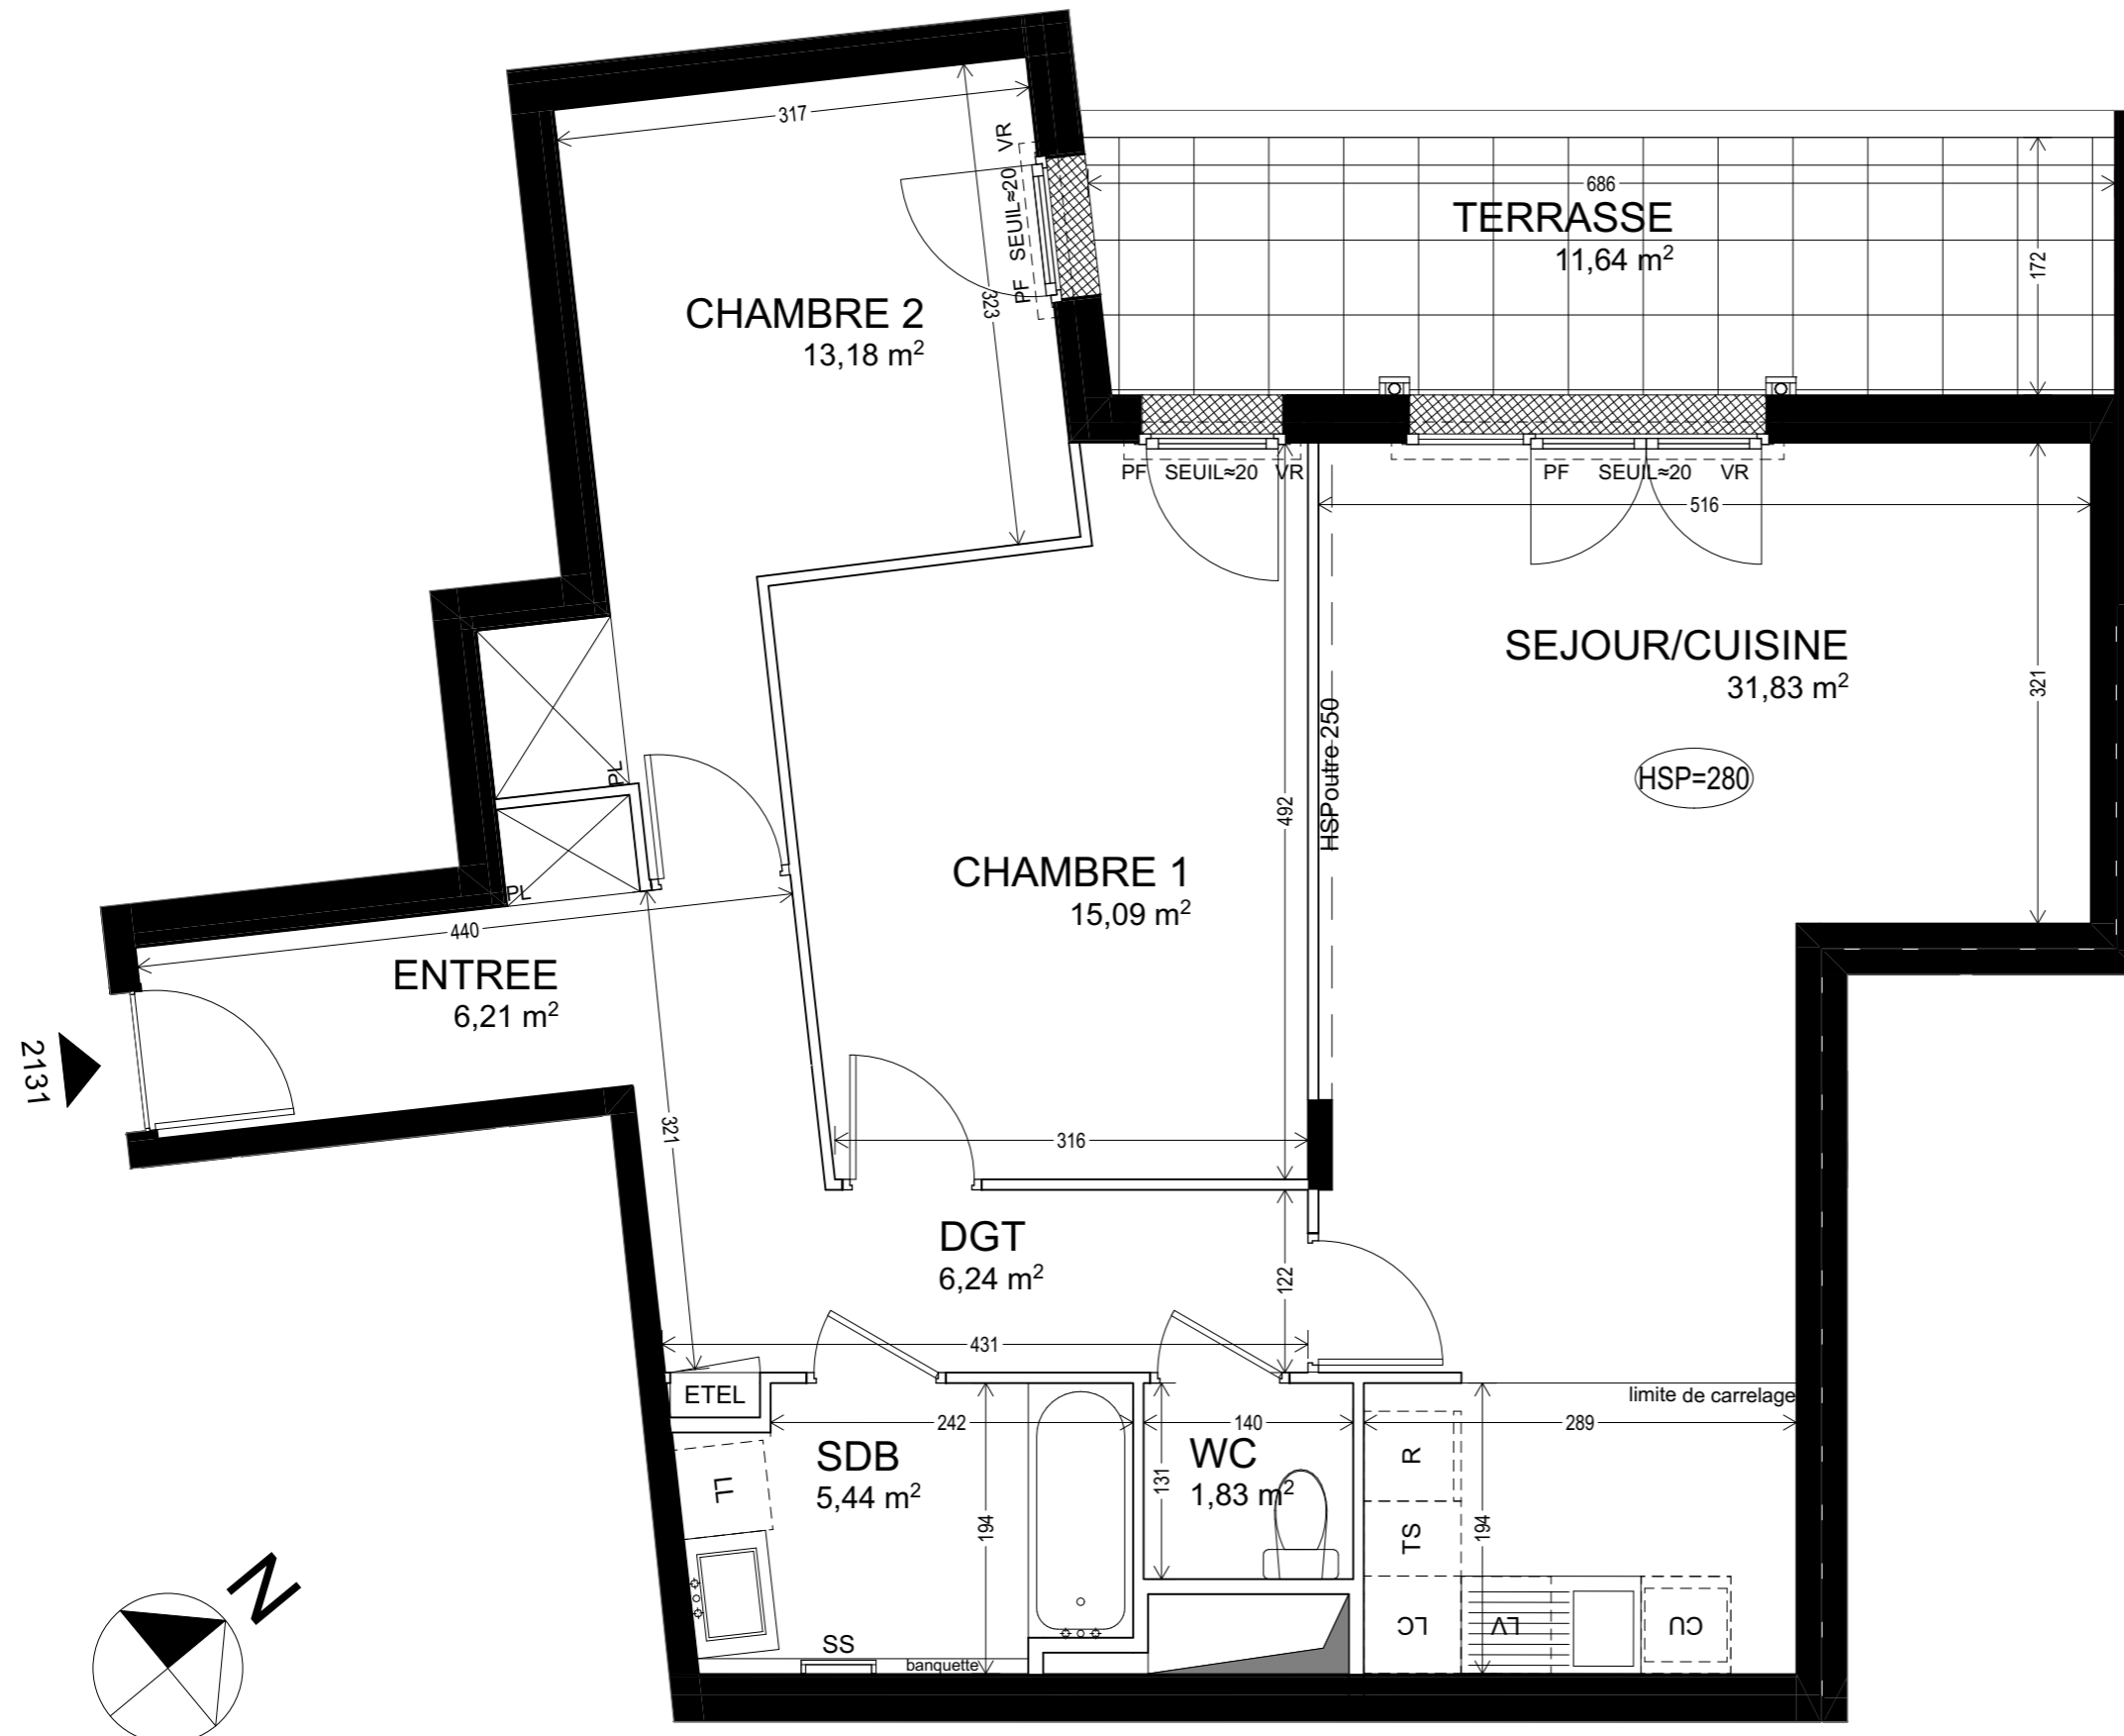 317
VR
SEUIL≈20
PF
323
CHAMBRE 2
13,18 m²
686
TERRASSE
11,64 m²
172
PF SEUIL≈20 VR
PF SEUIL≈20 VR
516
SEJOUR/CUISINE
31,83 m²
321
HSP=280
HSPoutre 250
492
CHAMBRE 1
15,09 m²
PL
PL
440
ENTREE
6,21 m²
2131
321
316
DGT
6,24 m²
122
431
ETEL
242
140
289
limite de carrelage
SDB
5,44 m²
WC
1,83 m²
131
194
194
LL
R
TS
LC
LV
CU
SS
banquette
N